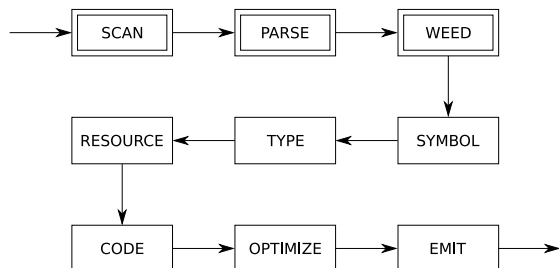 SCAN PARSE WEED
RESOURCE TYPE SYMBOL
CODE OPTIMIZE EMIT